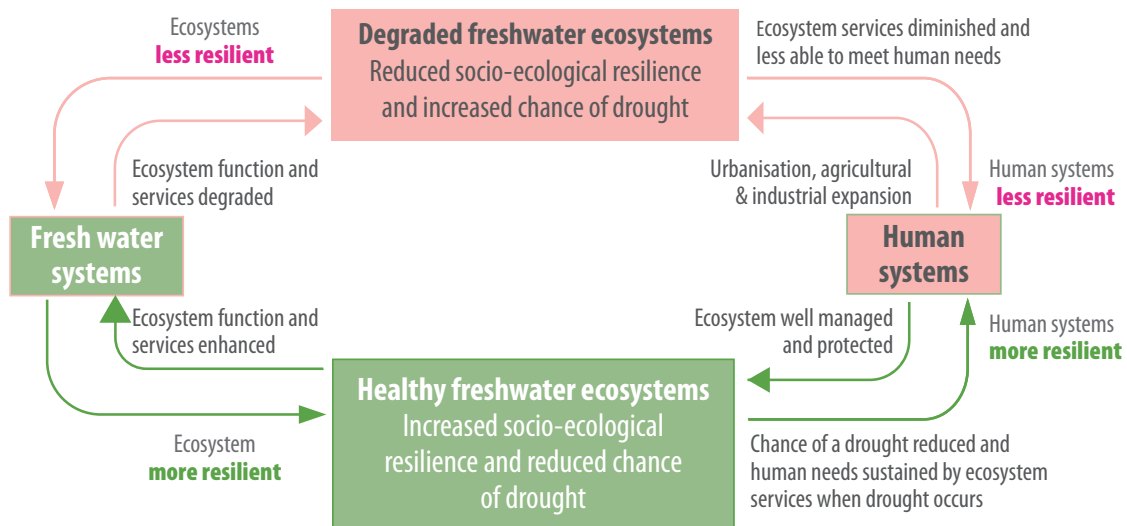 Ecosystems
less resilient
Degraded freshwater ecosystems
Reduced socio-ecological resilience
and increased chance of drought
Ecosystem services diminished and
less able to meet human needs
Ecosystem function and
services degraded
Urbanisation, agricultural
& industrial expansion
Human systems
less resilient
Fresh water
systems
Human
systems
Ecosystem function and
services enhanced
Ecosystem well managed
and protected
Human systems
more resilient
Healthy freshwater ecosystems
Increased socio-ecological
resilience and reduced chance
of drought
Ecosystem
more resilient
Chance of a drought reduced and
human needs sustained by ecosystem
services when drought occurs